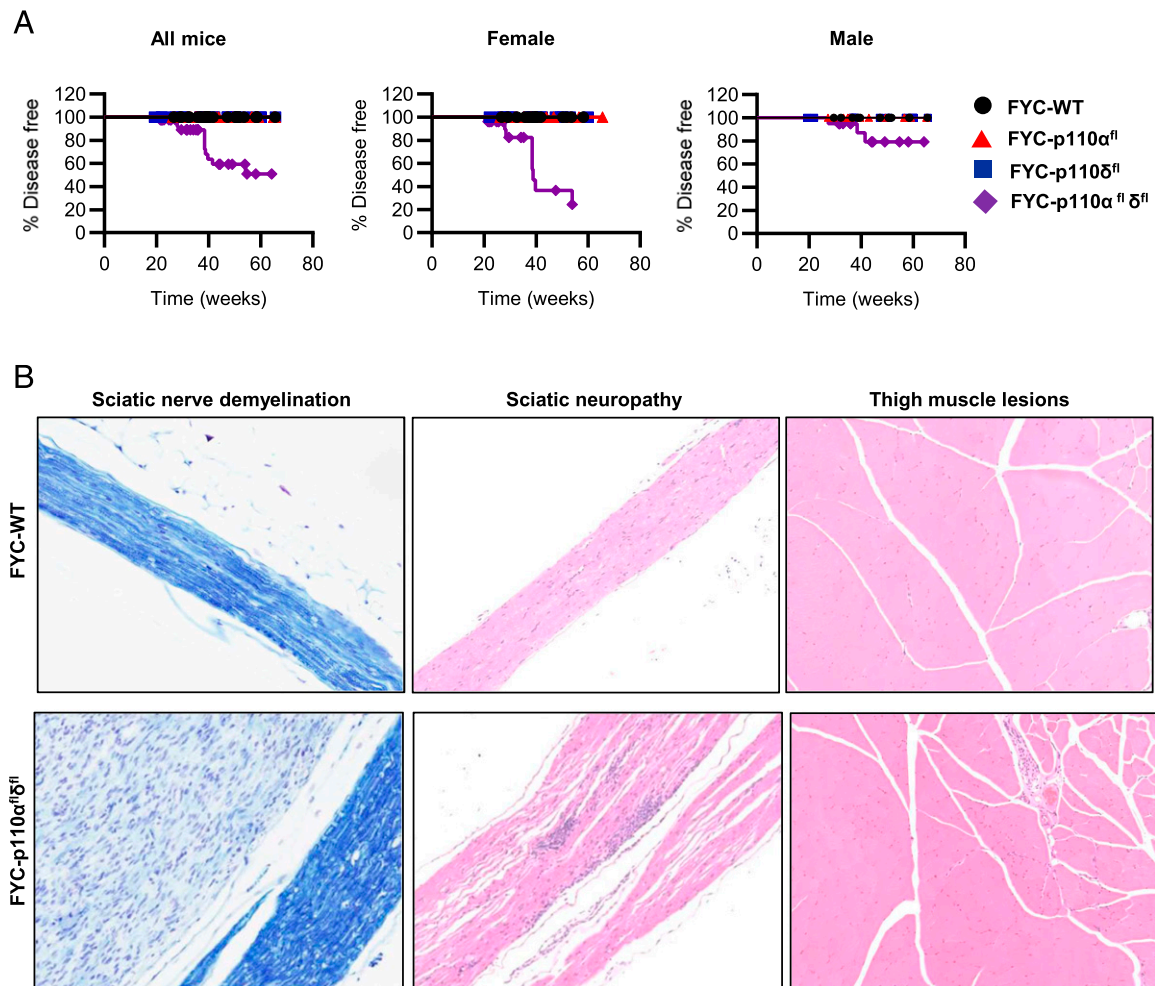 A
All mice
Female
Male
% Disease free
120
100
80
60
40
20
0
0 20 40 60 80
Time (weeks)
% Disease free
120
100
80
60
40
20
0
0 20 40 60 80
Time (weeks)
% Disease free
120
100
80
60
40
20
0
0 20 40 60 80
Time (weeks)
FYC-WT
FYC-p110αᶠˡ
FYC-p110δᶠˡ
FYC-p110α ᶠˡ δᶠˡ
B
Sciatic nerve demyelination
Sciatic neuropathy
Thigh muscle lesions
FYC-WT
FYC-p110αᶠˡδᶠˡ